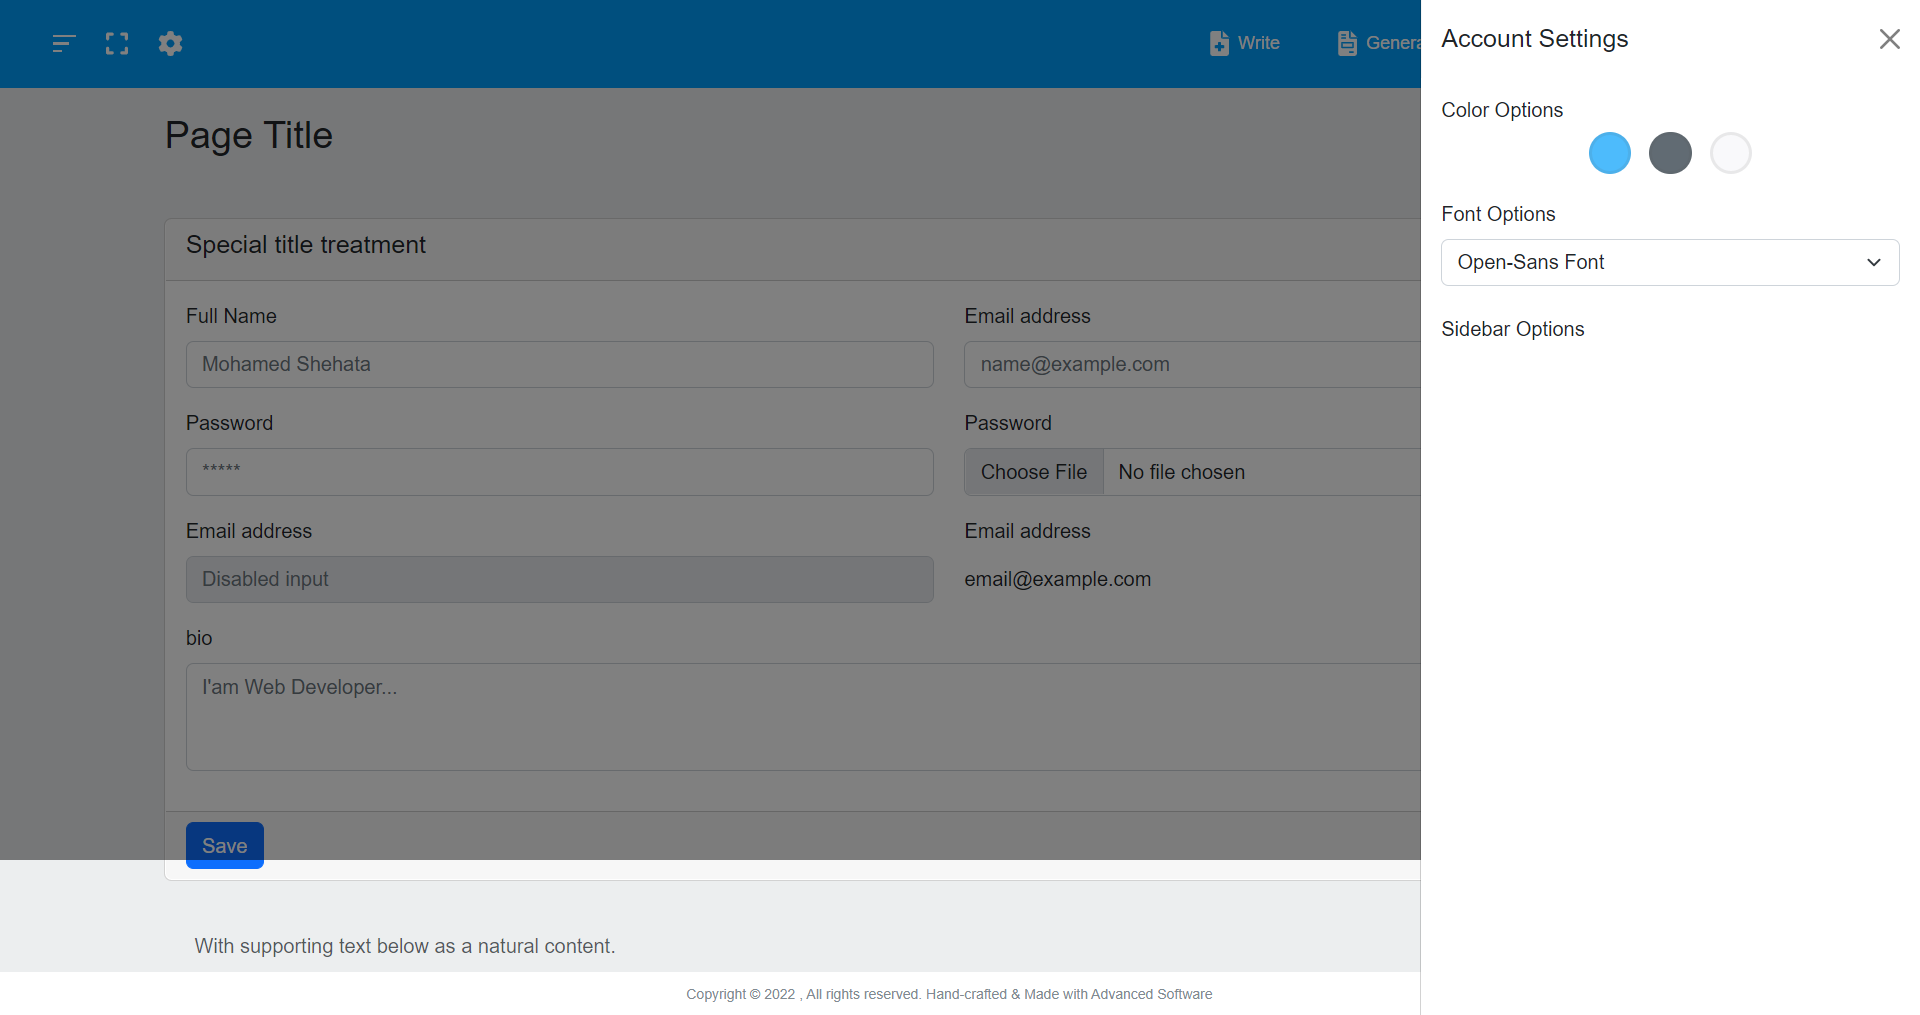 Write
Genera
Account Settings
Color Options
Page Title
Font Options
Open-Sans Font
Sidebar Options
Special title treatment
Full Name
Email address
Mohamed Shehata
name@example.com
Password
Password
*****
Choose File
No file chosen
Email address
Email address
Disabled input
email@example.com
bio
I'am Web Developer...
Save
With supporting text below as a natural content.
Copyright © 2022 , All rights reserved. Hand-crafted & Made with Advanced Software